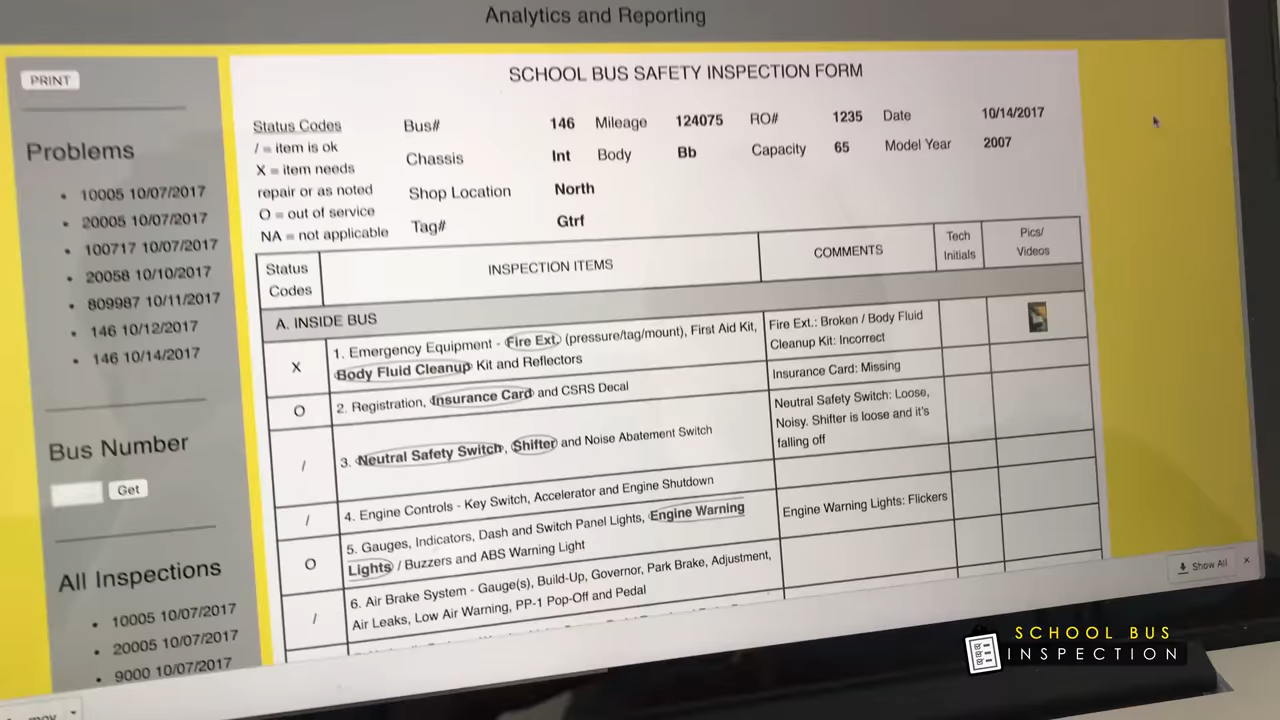 Analytics and Reporting
PRINT
Problems
10005 10/07/2017
20005 10/07/2017
100717 10/07/2017
20058 10/10/2017
809987 10/11/2017
146 10/12/2017
146 10/14/2017
Bus Number
Get
All Inspections
10005 10/07/2017
20005 10/07/2017
9000 10/07/2017
SCHOOL BUS SAFETY INSPECTION FORM
Status Codes
/ = item is ok
X = item needs
repair or as noted
O = out of service
NA = not applicable
Bus# 146 Mileage 124075 RO# 1235 Date 10/14/2017
Chassis Int Body Bb Capacity 65 Model Year 2007
Shop Location North
Tag# Gtrf
Status Codes INSPECTION ITEMS COMMENTS Tech Initials Pics/ Videos
A. INSIDE BUS
X 1. Emergency Equipment - Fire Ext. (pressure/tag/mount), First Aid Kit,
Body Fluid Cleanup Kit and Reflectors
Fire Ext.: Broken / Body Fluid
Cleanup Kit: Incorrect
O 2. Registration, Insurance Card and CSRS Decal
Insurance Card: Missing
/ 3. Neutral Safety Switch, Shifter and Noise Abatement Switch
Neutral Safety Switch: Loose,
Noisy. Shifter is loose and it's
falling off
/ 4. Engine Controls - Key Switch, Accelerator and Engine Shutdown
O 5. Gauges, Indicators, Dash and Switch Panel Lights, Engine Warning
Lights / Buzzers and ABS Warning Light
Engine Warning Lights: Flickers
/ 6. Air Brake System - Gauge(s), Build-Up, Governor, Park Brake, Adjustment,
Air Leaks, Low Air Warning, PP-1 Pop-Off and Pedal
Show All
SCHOOL BUS
INSPECTION